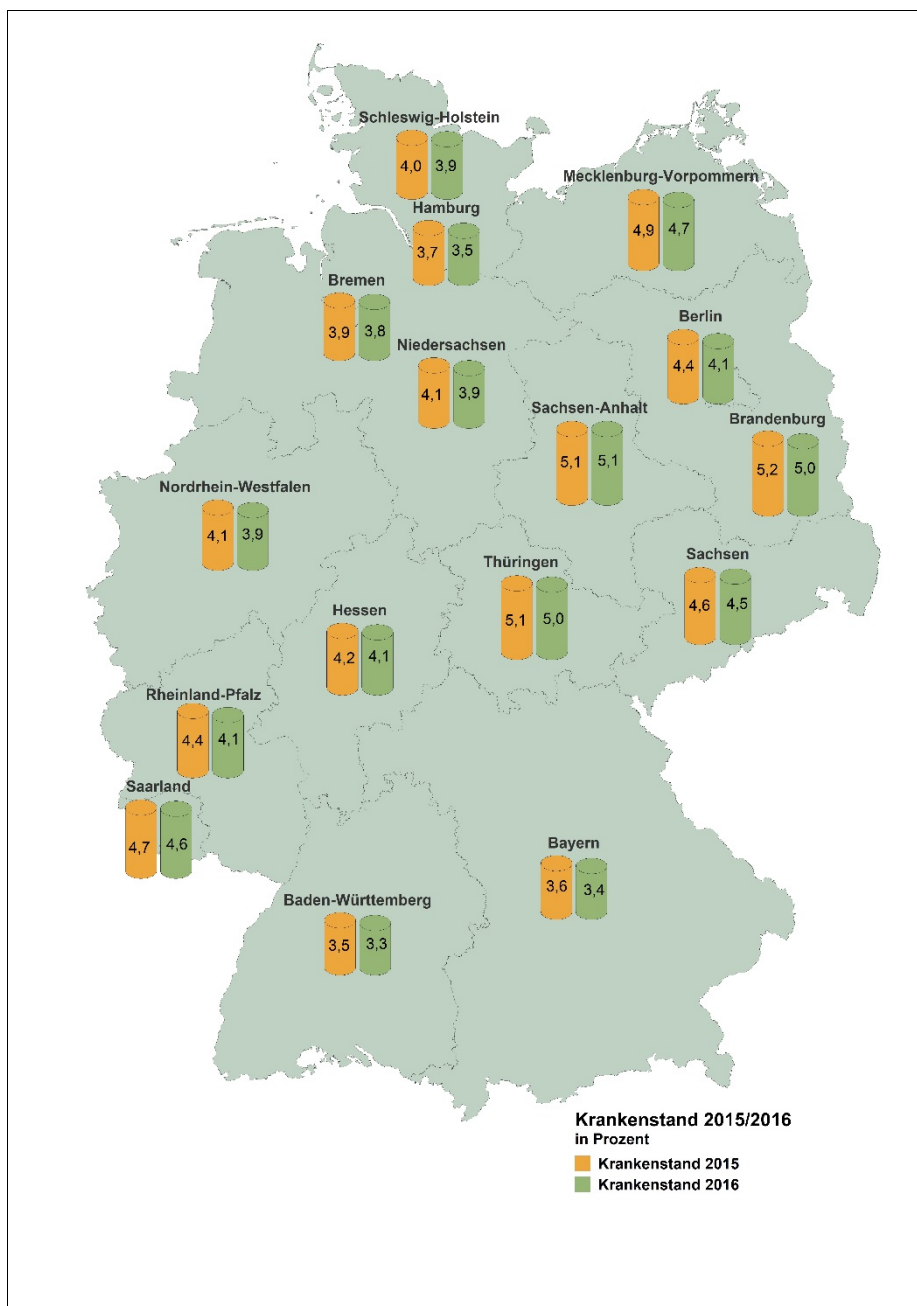 Schleswig-Holstein
4,0 3,9
Mecklenburg-Vorpommern
4,9 4,7
Hamburg
3,7 3,5
Bremen
3,9 3,8
Berlin
4,4 4,1
Niedersachsen
4,1 3,9
Sachsen-Anhalt
5,1 5,1
Brandenburg
5,2 5,0
Nordrhein-Westfalen
4,1 3,9
Thüringen
5,1 5,0
Sachsen
4,6 4,5
Hessen
4,2 4,1
Rheinland-Pfalz
4,4 4,1
Saarland
4,7 4,6
Bayern
3,6 3,4
Baden-Württemberg
3,5 3,3
Krankenstand 2015/2016
in Prozent
Krankenstand 2015
Krankenstand 2016